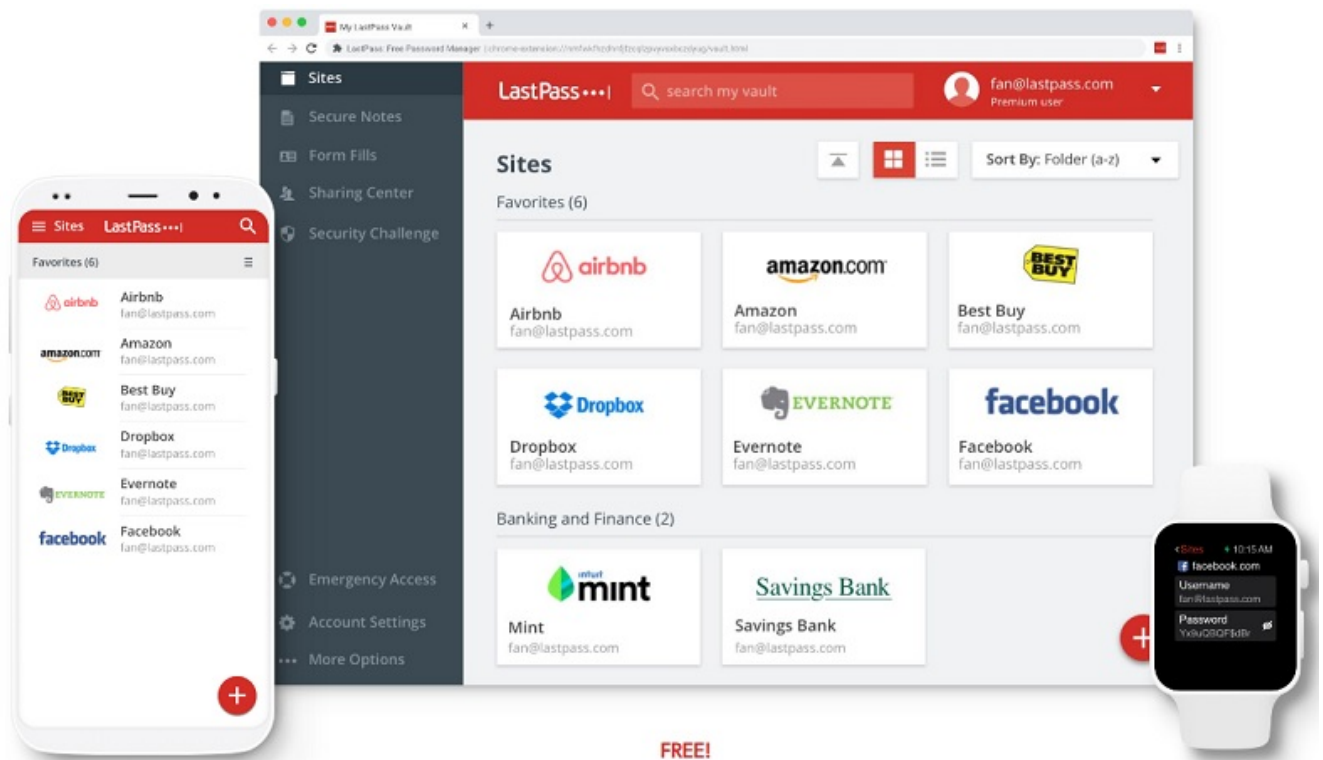 My LastPass Vault
LastPass: Free Password Manager
Sites
Secure Notes
Form Fills
Sharing Center
Security Challenge
Emergency Access
Account Settings
More Options
LastPass
search my vault
fan@lastpass.com
Premium user
Sites
Sort By: Folder (a-z)
Favorites (6)
airbnb
Airbnb
fan@lastpass.com
amazon.com
Amazon
fan@lastpass.com
BEST BUY
Best Buy
fan@lastpass.com
Dropbox
Dropbox
fan@lastpass.com
EVERNOTE
Evernote
fan@lastpass.com
facebook
Facebook
fan@lastpass.com
Banking and Finance (2)
intuit
mint
Mint
fan@lastpass.com
Savings Bank
Savings Bank
fan@lastpass.com
Sites LastPass
Favorites (6)
airbnb
Airbnb
fan@lastpass.com
amazon.com
Amazon
fan@lastpass.com
BEST BUY
Best Buy
fan@lastpass.com
Dropbox
Dropbox
fan@lastpass.com
EVERNOTE
Evernote
fan@lastpass.com
facebook
Facebook
fan@lastpass.com
<Sites 10:15 AM
facebook.com
Username
fan@lastpass.com
Password
FREE!